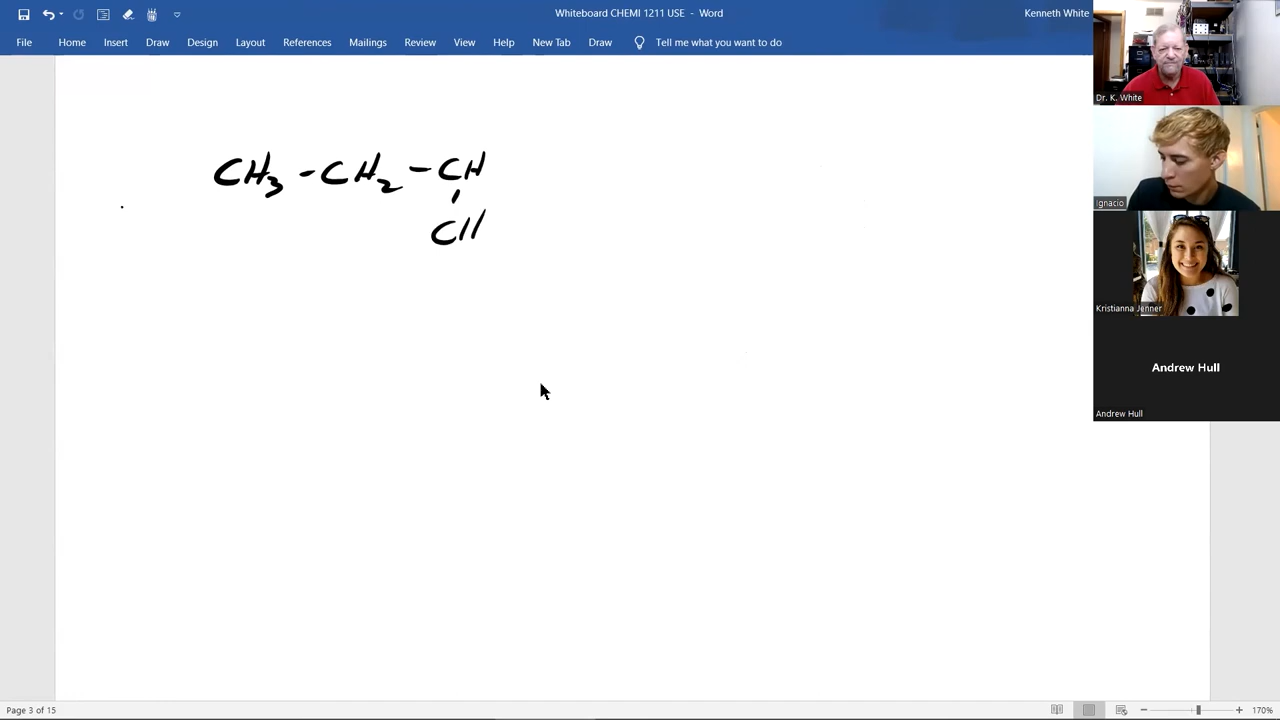 Whiteboard CHEMI 1211 USE - Word
Kenneth White
File Home Insert Draw Design Layout References Mailings Review View Help New Tab Draw Tell me what you want to do
Dr. K. White
CH3 - CH2 - CH
Cl
Ignacio
Kristianna Jenner
Andrew Hull
Andrew Hull
Page 3 of 15
170%